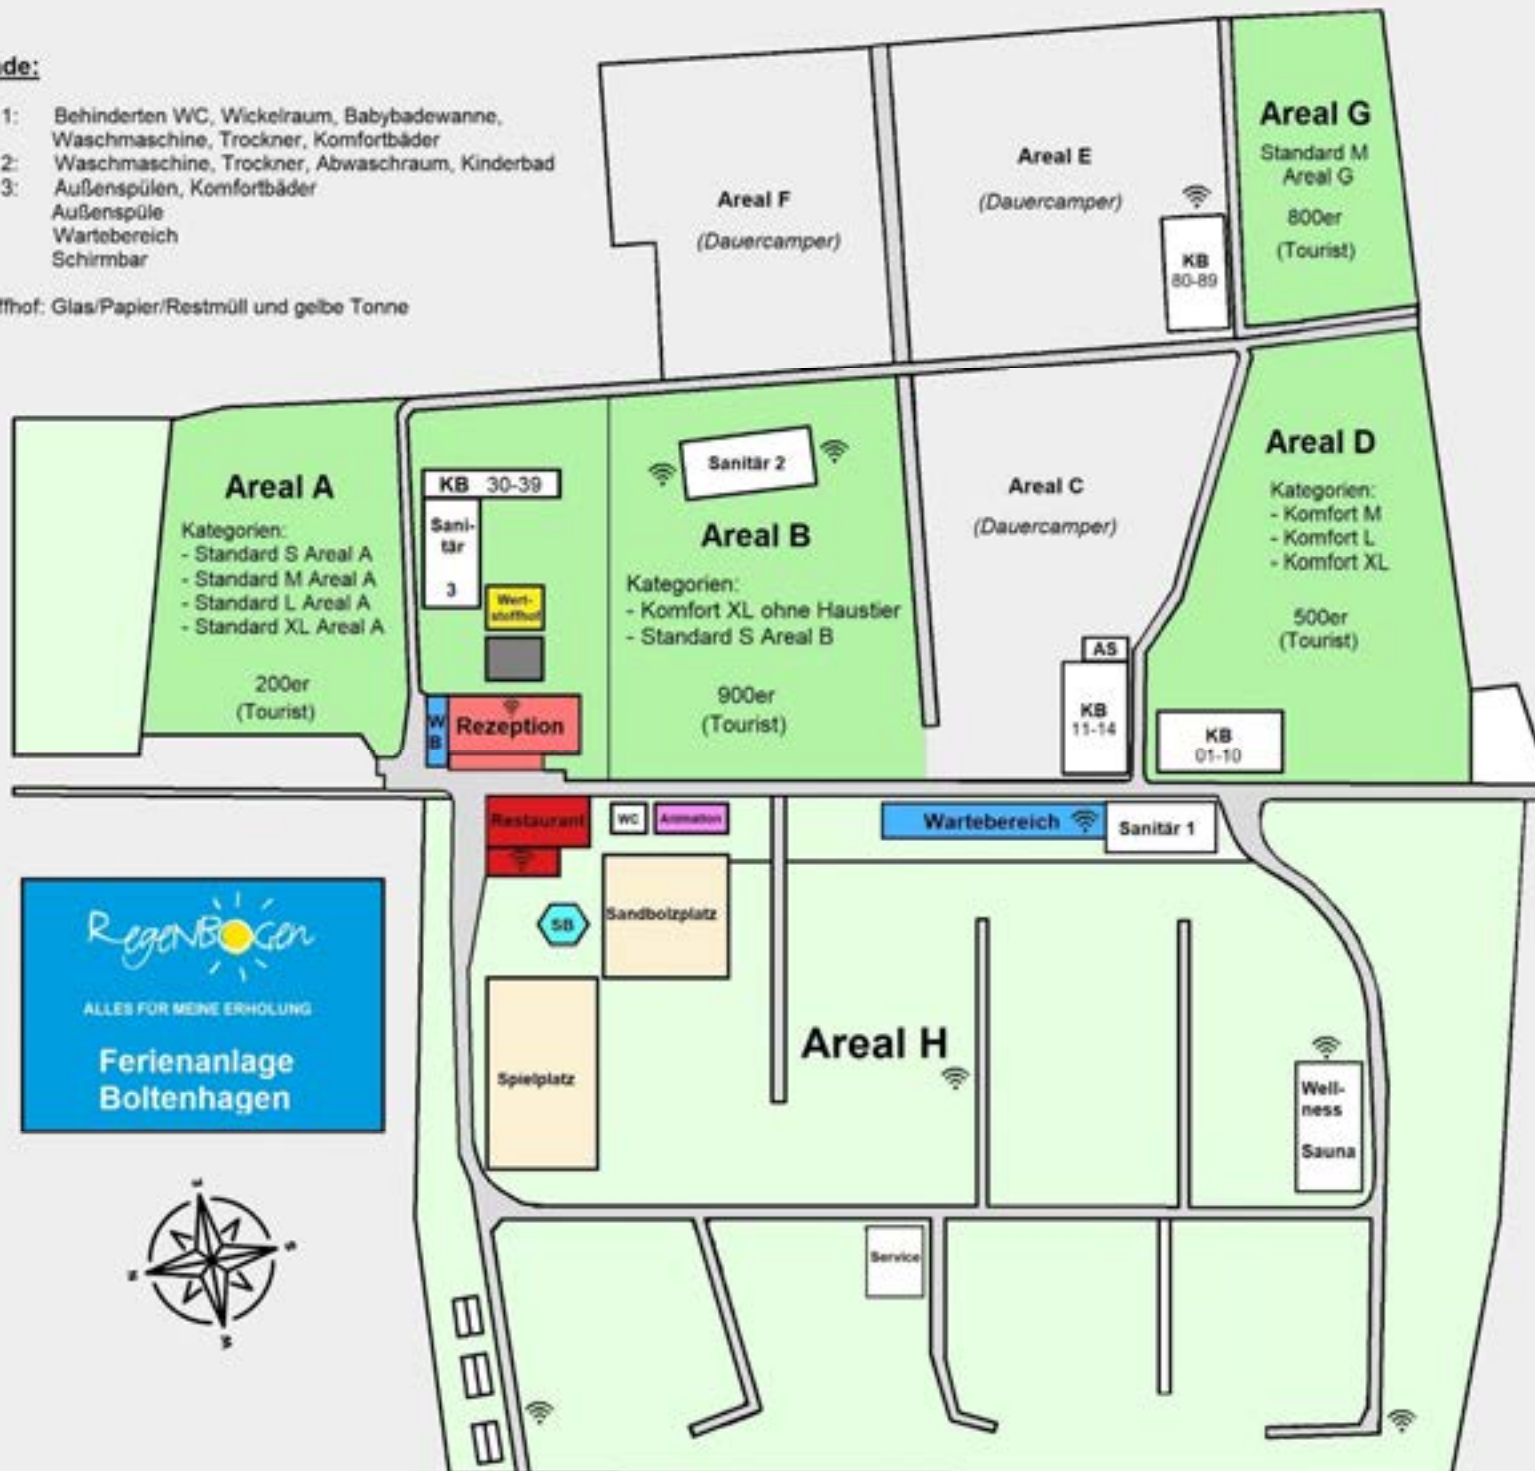 de:
1: Behinderten WC, Wickelraum, Babybadewanne,
Waschmaschine, Trockner, Komfortbäder
2: Waschmaschine, Trockner, Abwaschraum, Kinderbad
3: Außenspülen, Komfortbäder
Außenspüle
Wartebereich
Schirmbar
ffhof: Glas/Papier/Restmüll und gelbe Tonne
Areal F
(Dauercamper)
Areal E
(Dauercamper)
KB
80-89
Areal G
Standard M
Areal G
800er
(Tourist)
Areal A
Kategorien:
- Standard S Areal A
- Standard M Areal A
- Standard L Areal A
- Standard XL Areal A
200er
(Tourist)
KB 30-39
Sani-
tär
3
Wert-
stoffhof
WB
Rezeption
Sanitär 2
Areal B
Kategorien:
- Komfort XL ohne Haustier
- Standard S Areal B
900er
(Tourist)
Areal C
(Dauercamper)
AS
KB
11-14
Areal D
Kategorien:
- Komfort M
- Komfort L
- Komfort XL
500er
(Tourist)
KB
01-10
Restaurant
WC
Animation
Wartebereich
Sanitär 1
SB
Sandbolzplatz
Spielplatz
Areal H
Well-
ness
Sauna
Service
RegenBogen
ALLES FÜR MEINE ERHOLUNG
Ferienanlage
Boltenhagen